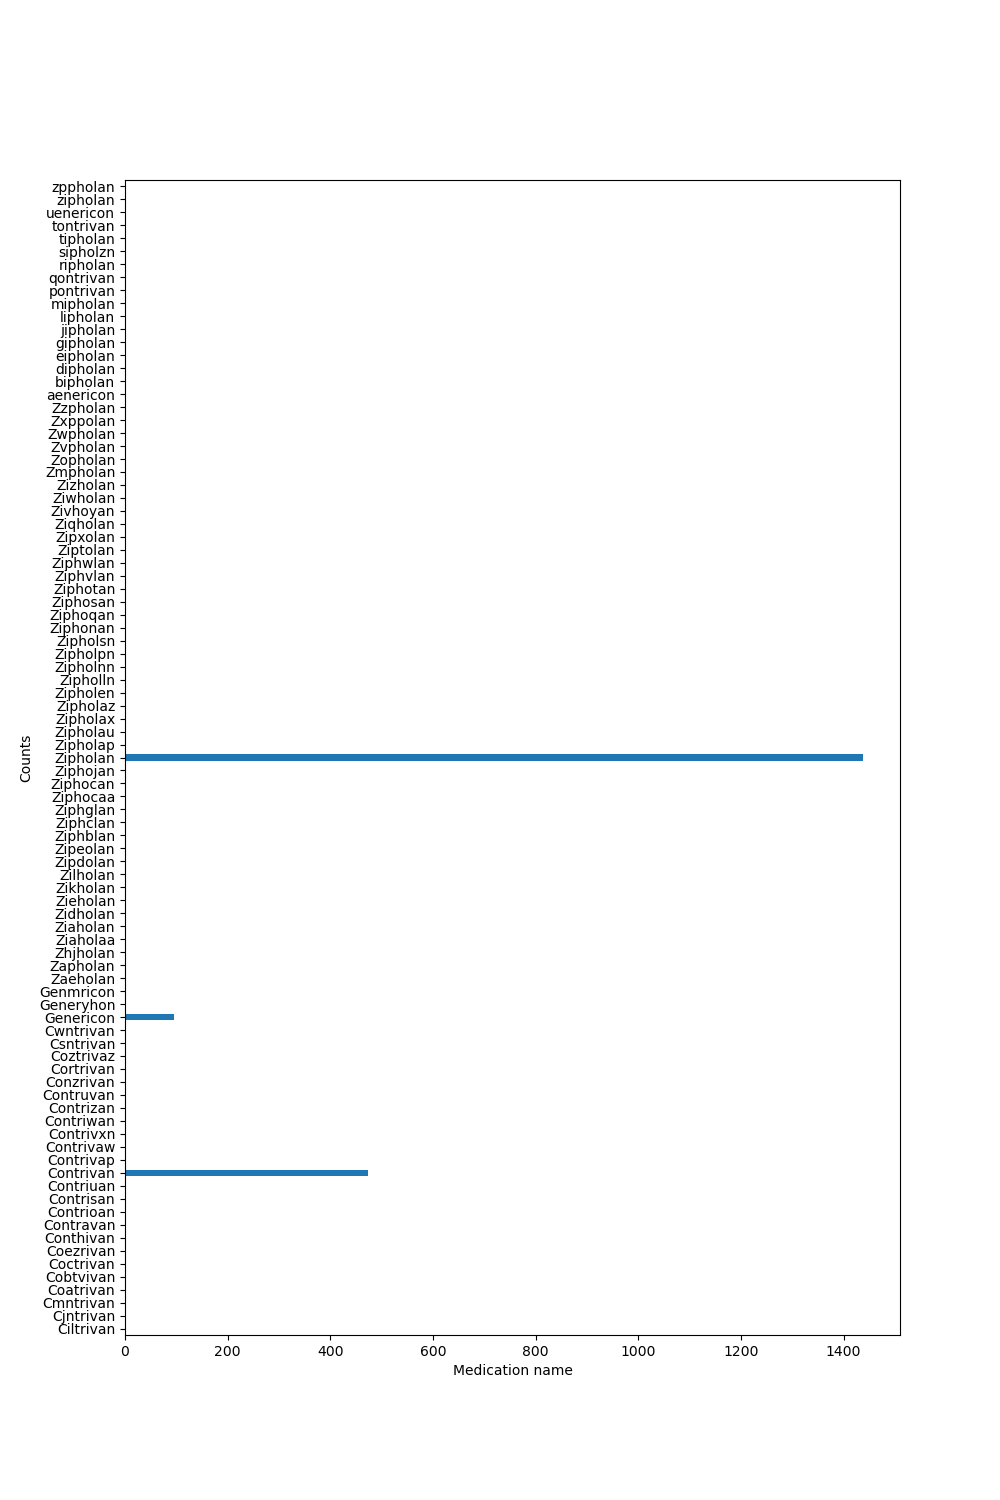 zppholan
zipholan
uenericon
tontrivan
tipholan
sipholzn
ripholan
qontrivan
pontrivan
mipholan
lipholan
jipholan
gipholan
eipholan
dipholan
bipholan
aenericon
Zzpholan
Zxppolan
Zwpholan
Zvpholan
Zopholan
Zmpholan
Zizholan
Ziwholan
Zivhoyan
Ziqholan
Zipxolan
Ziptolan
Ziphwlan
Ziphvlan
Ziphotan
Ziphosan
Ziphoqan
Ziphonan
Zipholsn
Zipholpn
Zipholnn
Zipholln
Zipholen
Zipholaz
Zipholax
Zipholau
Zipholap
Zipholan
Ziphojan
Ziphocan
Ziphocaa
Ziphglan
Ziphclan
Ziphblan
Zipeolan
Zipdolan
Zilholan
Zikholan
Zieholan
Zidholan
Ziaholan
Ziaholaa
Zhjholan
Zapholan
Zaeholan
Genmricon
Generyhon
Genericon
Cwntrivan
Csntrivan
Coztrivaz
Cortrivan
Conzrivan
Contruvan
Contrizan
Contriwan
Contrivxn
Contrivaw
Contrivap
Contrivan
Contriuan
Contrisan
Contrioan
Contravan
Conthivan
Coezrivan
Coctrivan
Cobtvivan
Coatrivan
Cmntrivan
Cjntrivan
Ciltrivan
Counts
0 200 400 600 800 1000 1200 1400
Medication name